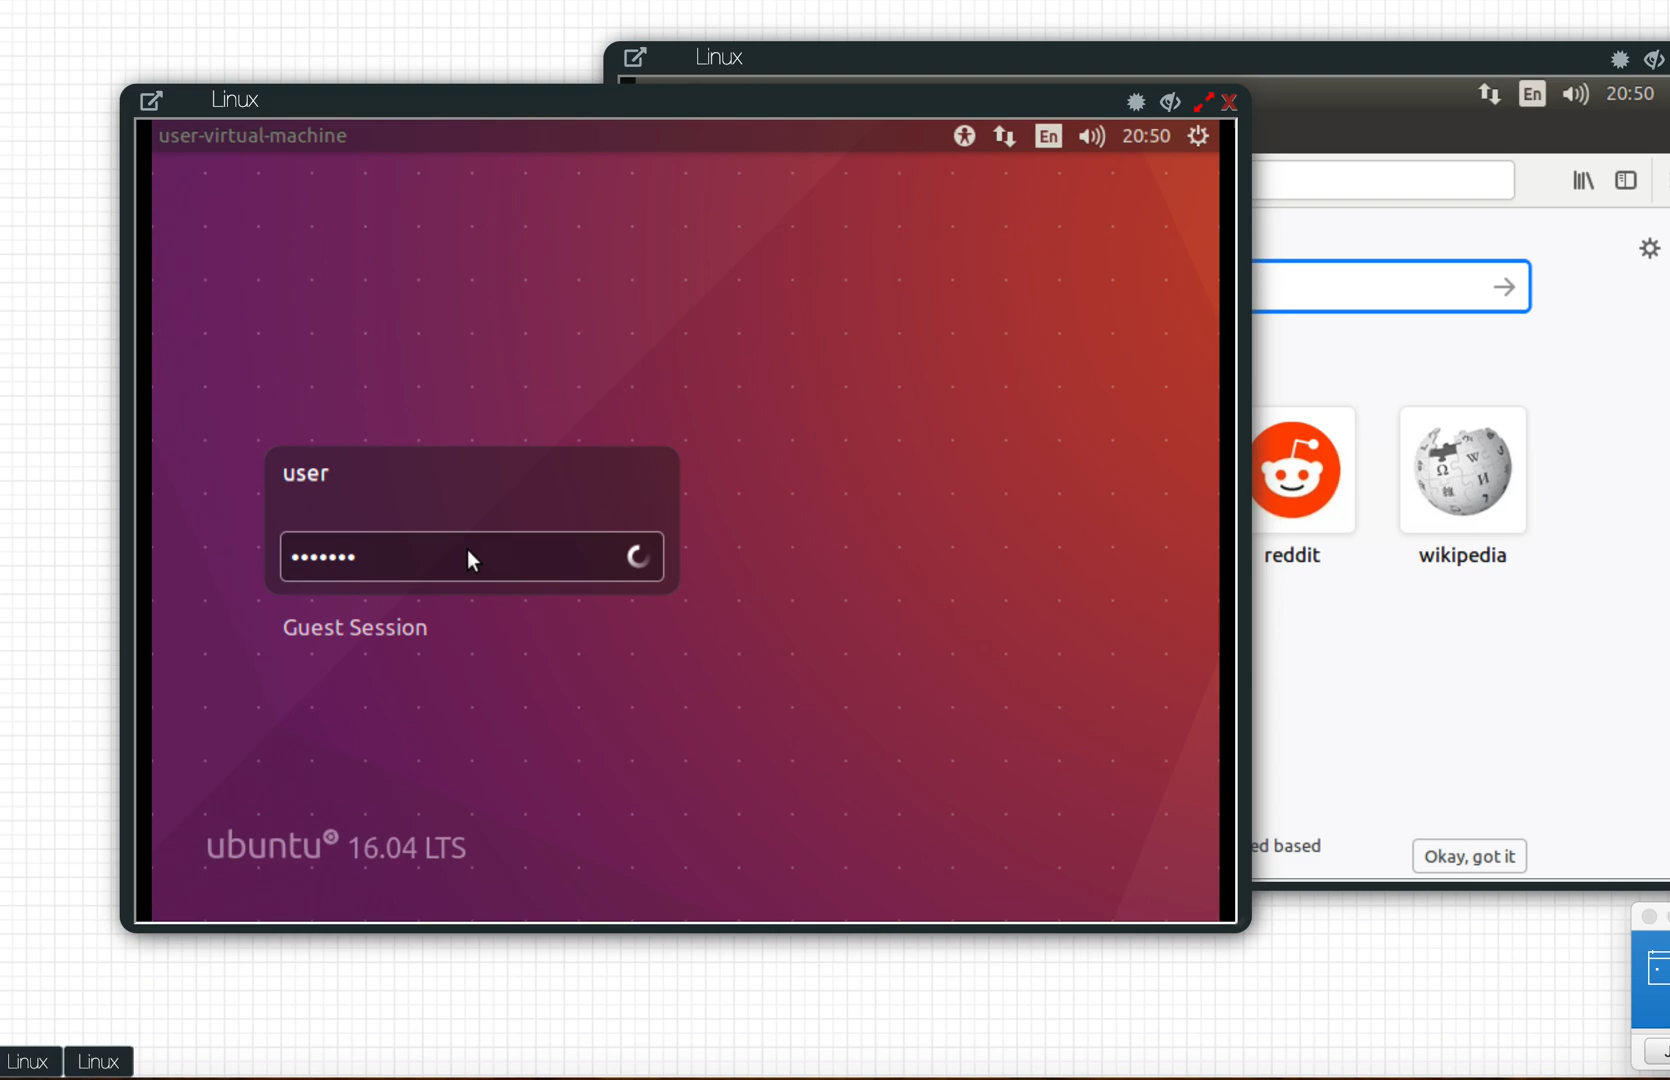 Linux
En
20:50
Linux
user-virtual-machine
En
20:50
user
•••••••
Guest Session
ubuntu® 16.04 LTS
reddit
wikipedia
ed based
Okay, got it
Linux
Linux